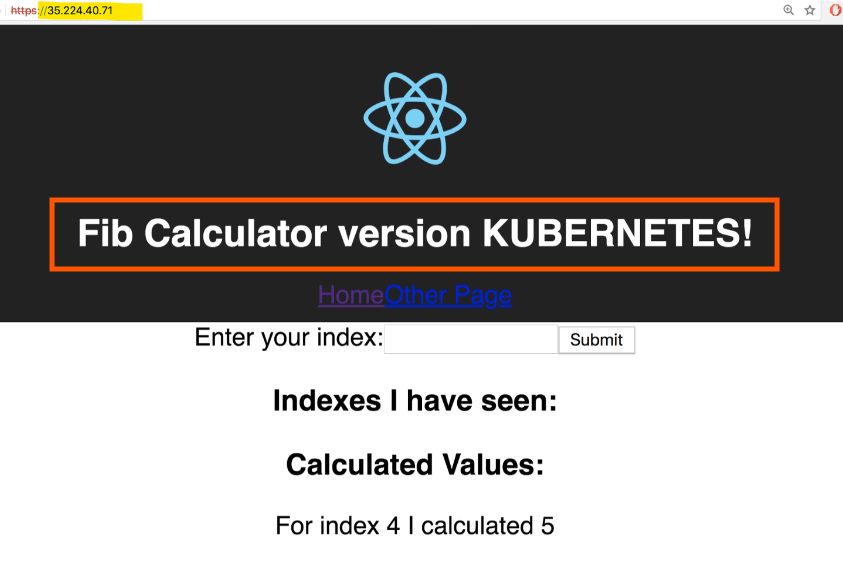 https://35.224.40.71
Fib Calculator version KUBERNETES!
HomeOther Page
Enter your index: Submit
Indexes I have seen:
Calculated Values:
For index 4 I calculated 5